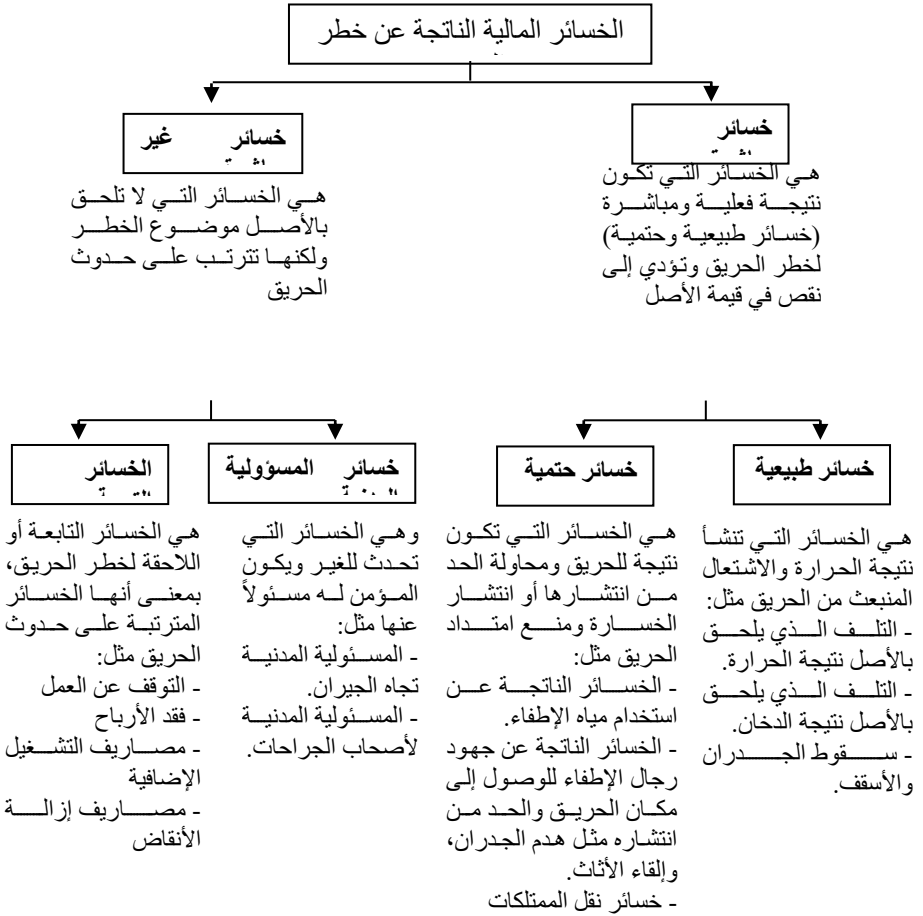 الخسائر المالية الناتجة عن خطر
خسائر
هي الخسائر التي تكون
نتيجة فعلية ومباشرة
(خسائر طبيعية وحتمية)
لخطر الحريق وتؤدي إلى
نقص في قيمة الأصل
خسائر غير
هي الخسائر التي لا تلحق
بالأصل موضوع الخطر
ولكنها تترتب على حدوث
الحريق
خسائر طبيعية
هي الخسائر التي تنشأ
نتيجة الحرارة والاشتعال
المنبعث من الحريق مثل:
- التلف الذي يلحق
بالأصل نتيجة الحرارة.
- التلف الذي يلحق
بالأصل نتيجة الدخان.
- سقوط الجدران
والأسقف.
خسائر حتمية
هي الخسائر التي تكون
نتيجة للحريق ومحاولة الحد
من انتشارها أو انتشار
الخسارة ومنع امتداد
الحريق مثل:
- الخسائر الناتجة عن
استخدام مياه الإطفاء.
- الخسائر الناتجة عن جهود
رجال الإطفاء للوصول إلى
مكان الحريق والحد من
انتشاره مثل هدم الجدران،
وإلقاء الأثاث.
- خسائر نقل الممتلكات
خسائر المسؤولية
وهي الخسائر التي
تحدث للغير ويكون
المؤمن له مسئولاً
عنها مثل:
- المسئولية المدنية
تجاه الجيران.
- المسئولية المدنية
لأصحاب الجراحات.
الخسائر
هي الخسائر التابعة أو
اللاحقة لخطر الحريق،
بمعنى أنها الخسائر
المترتبة على حدوث
الحريق مثل:
- التوقف عن العمل
- فقد الأرباح
- مصاريف التشغيل
الإضافية
- مصاريف إزالة
الأنقاض